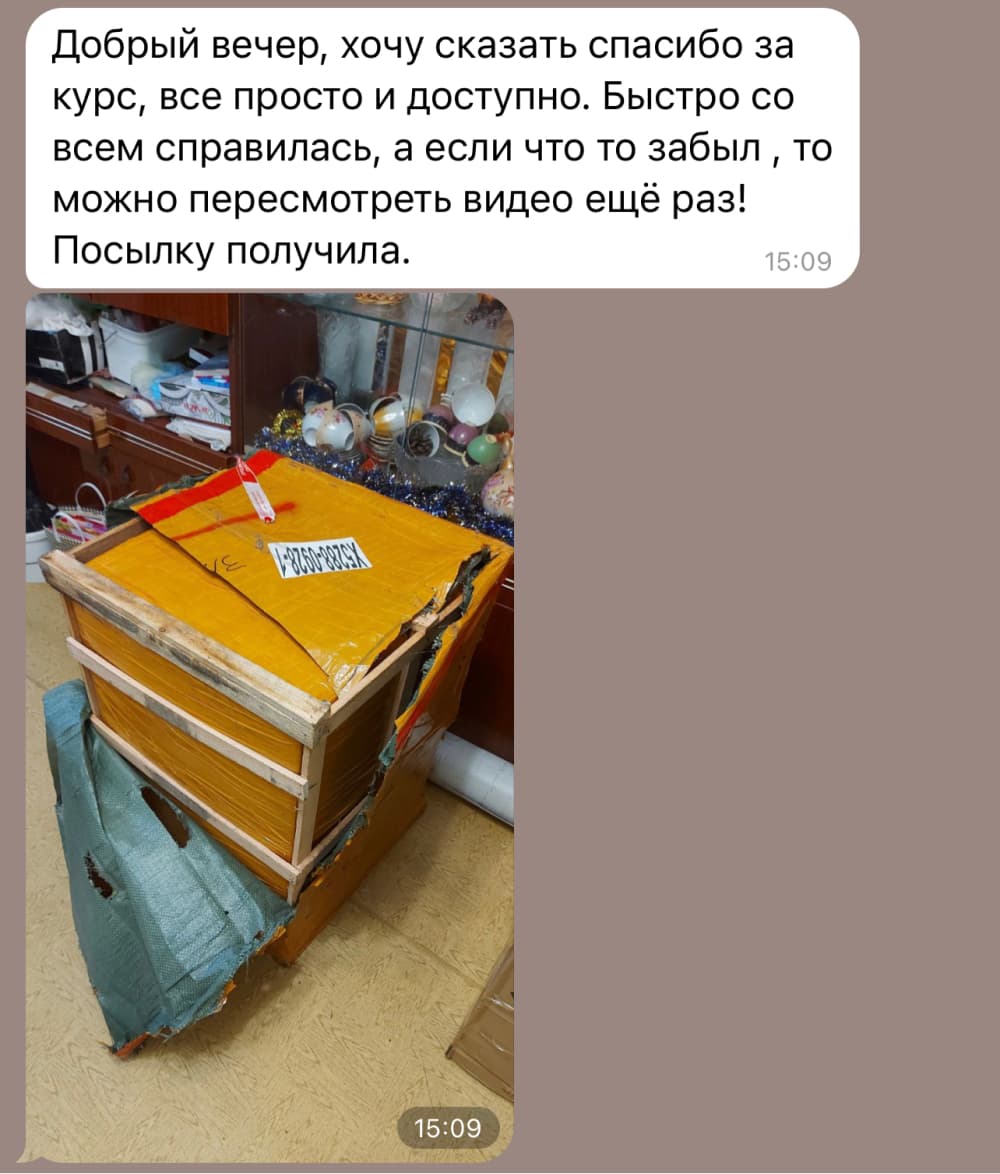 Добрый вечер, хочу сказать спасибо за
курс, все просто и доступно. Быстро со
всем справилась, а если что то забыл , то
можно пересмотреть видео ещё раз!
Посылку получила.
15:09
X5288-0928-1
15:09